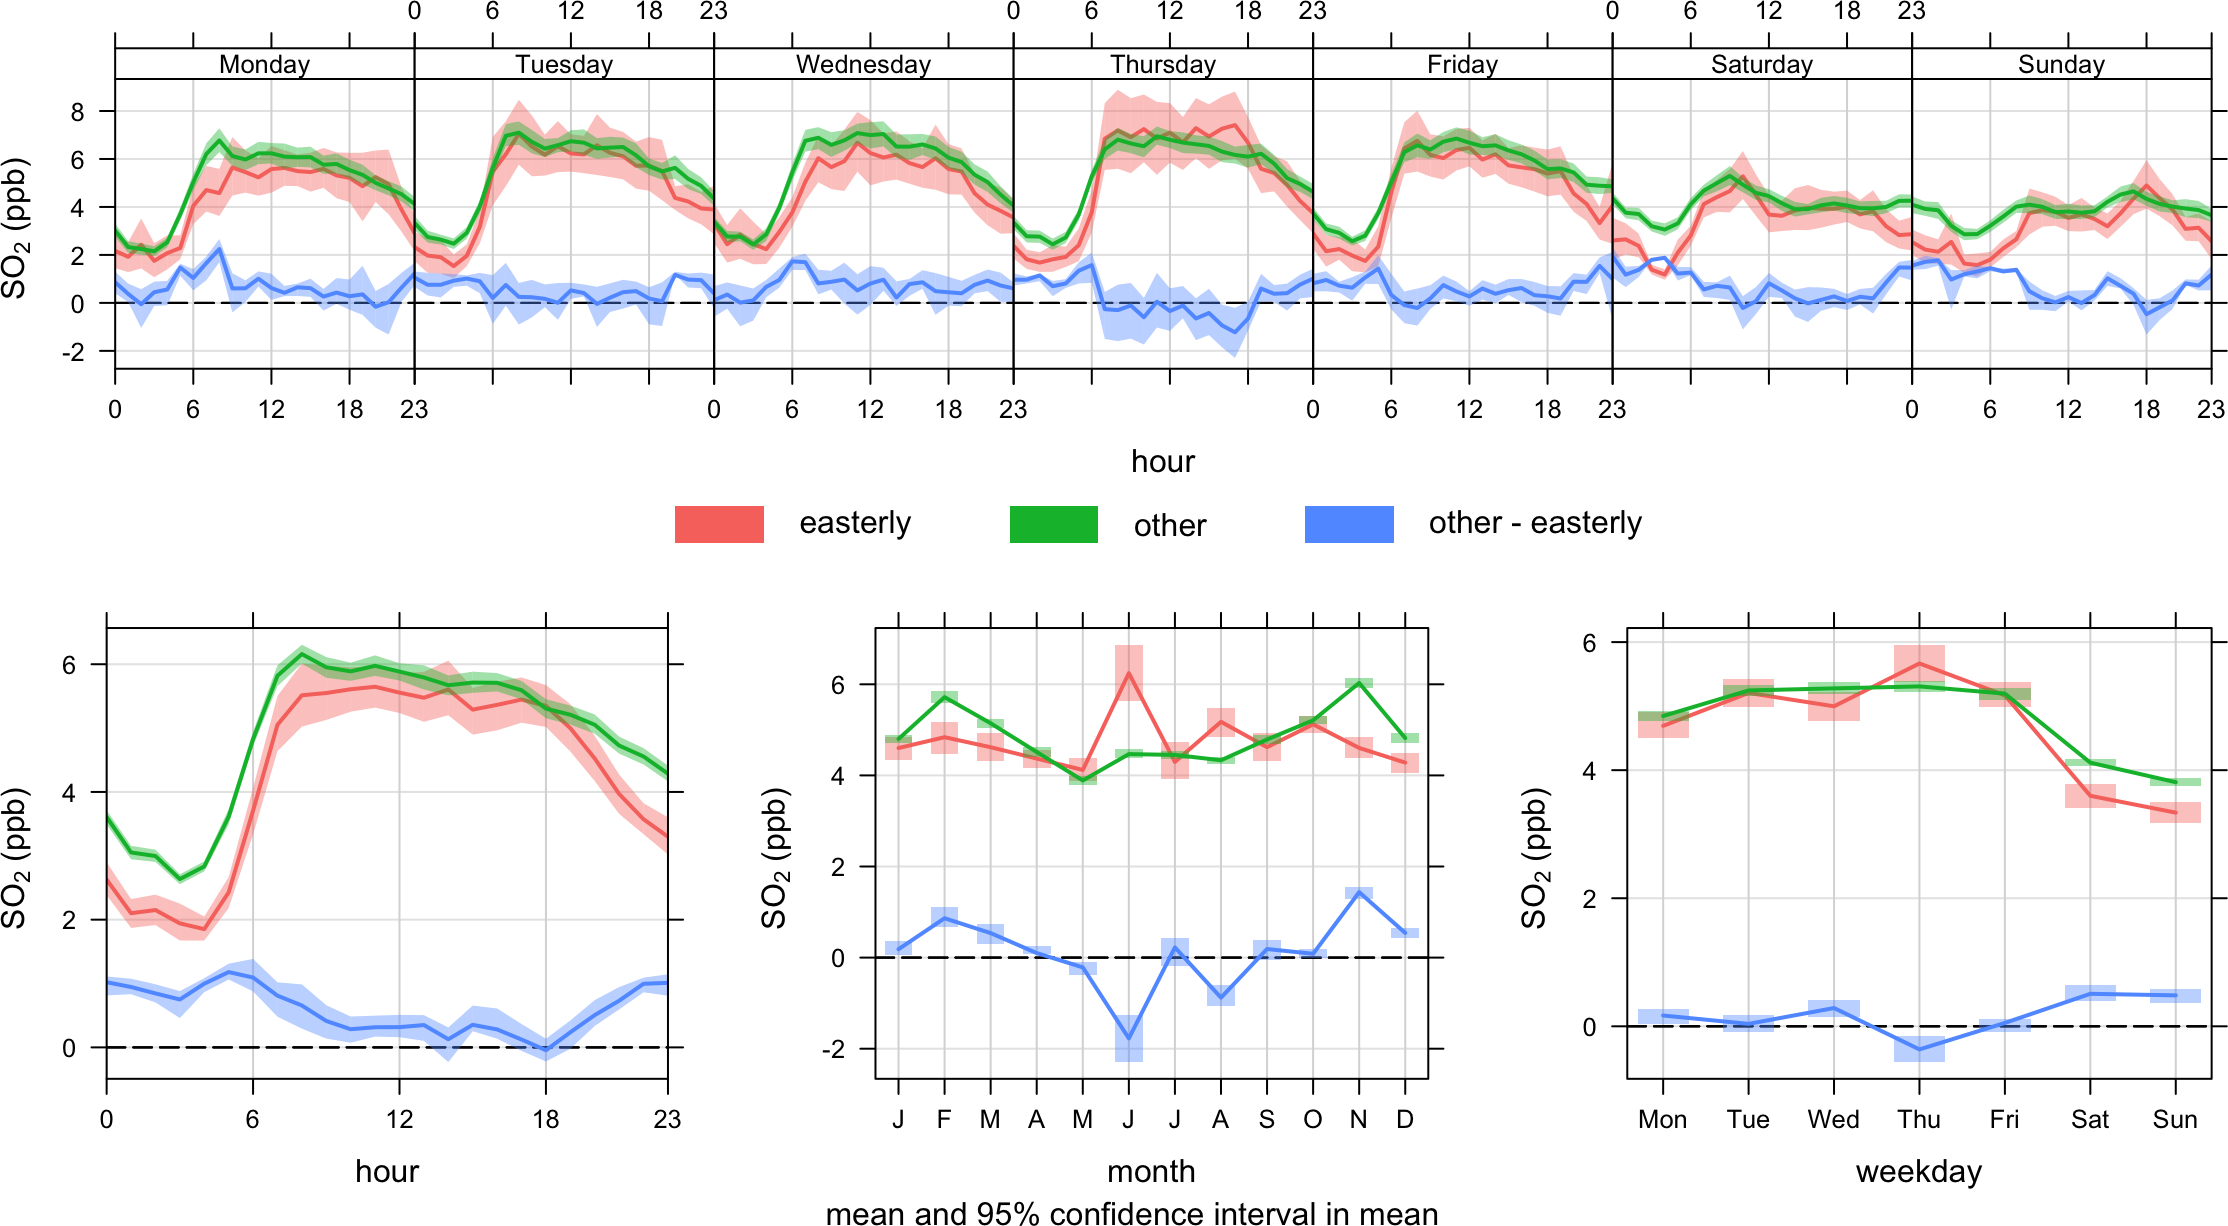 0 6 12 18 23 0 6 12 18 23 0 6 12 18 23
Monday Tuesday Wednesday Thursday Friday Saturday Sunday
SO2 (ppb)
8
6
4
2
0
-2
0 6 12 18 23 0 6 12 18 23 0 6 12 18 23 0 6 12 18 23
hour
easterly other other - easterly
SO2 (ppb)
6
4
2
0
0 6 12 18 23
hour
SO2 (ppb)
6
4
2
0
-2
J F M A M J J A S O N D
month
SO2 (ppb)
6
4
2
0
Mon Tue Wed Thu Fri Sat Sun
weekday
mean and 95% confidence interval in mean